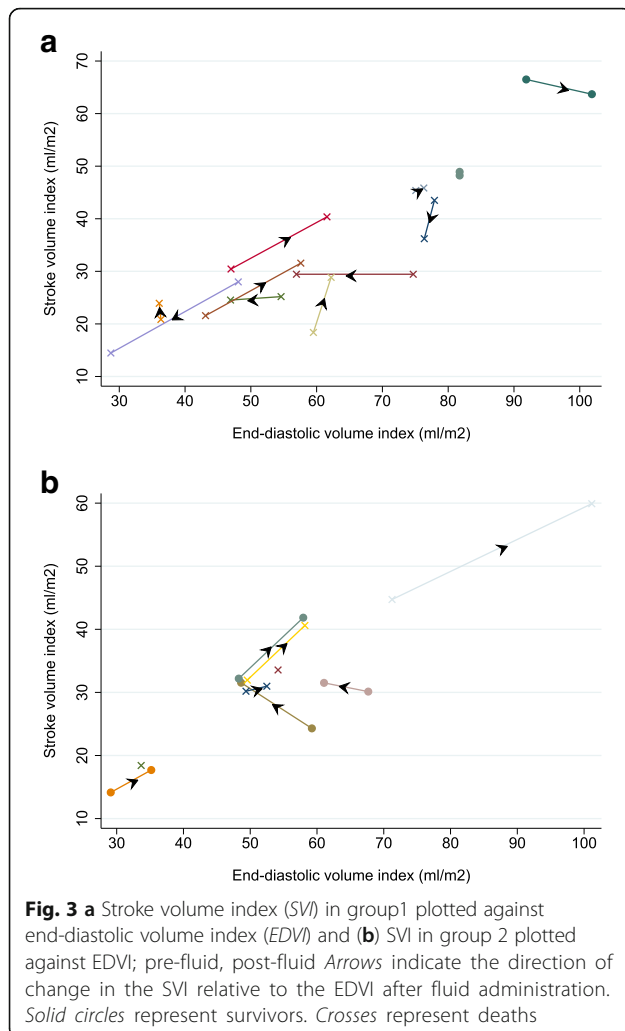 a
70
60
50
40
30
20
10
Stroke volume index (ml/m2)
30 40 50 60 70 80 90 100
End-diastolic volume index (ml/m2)
b
60
50
40
30
20
10
Stroke volume index (ml/m2)
30 40 50 60 70 80 90 100
End-diastolic volume index (ml/m2)
Fig. 3 a Stroke volume index (SVI) in group1 plotted against
end-diastolic volume index (EDVI) and (b) SVI in group 2 plotted
against EDVI; pre-fluid, post-fluid Arrows indicate the direction of
change in the SVI relative to the EDVI after fluid administration.
Solid circles represent survivors. Crosses represent deaths